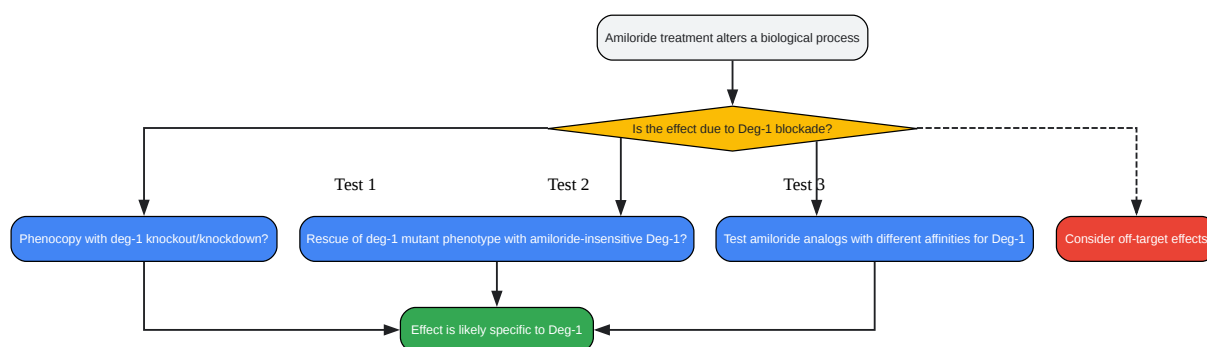 Amiloride treatment alters a biological process
Is the effect due to Deg-1 blockade?
Test 1
Test 2
Test 3
Phenocopy with deg-1 knockout/knockdown?
Rescue of deg-1 mutant phenotype with amiloride-insensitive Deg-1?
Test amiloride analogs with different affinities for Deg-1
Consider off-target effects
Effect is likely specific to Deg-1